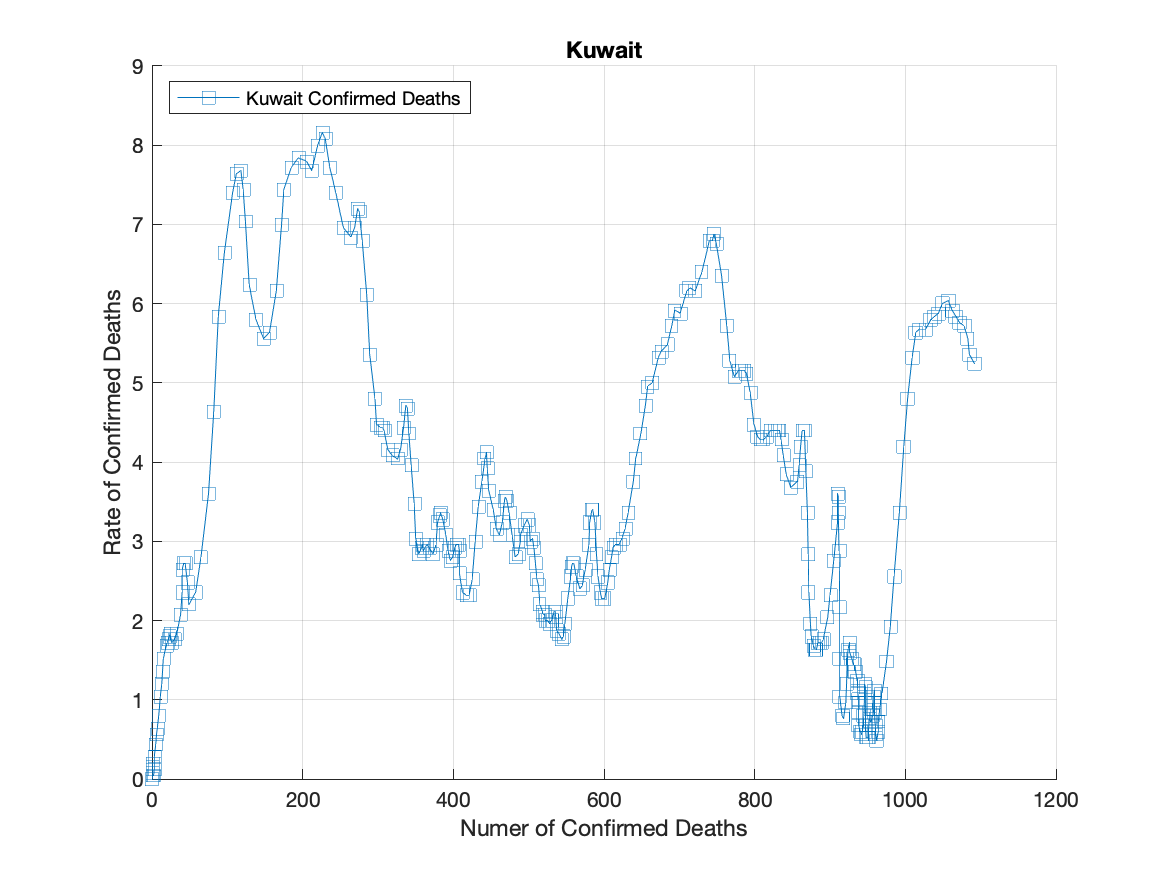 Kuwait
Kuwait Confirmed Deaths
9
8
7
6
5
4
3
2
1
0
Rate of Confirmed Deaths
0 200 400 600 800 1000 1200
Numer of Confirmed Deaths